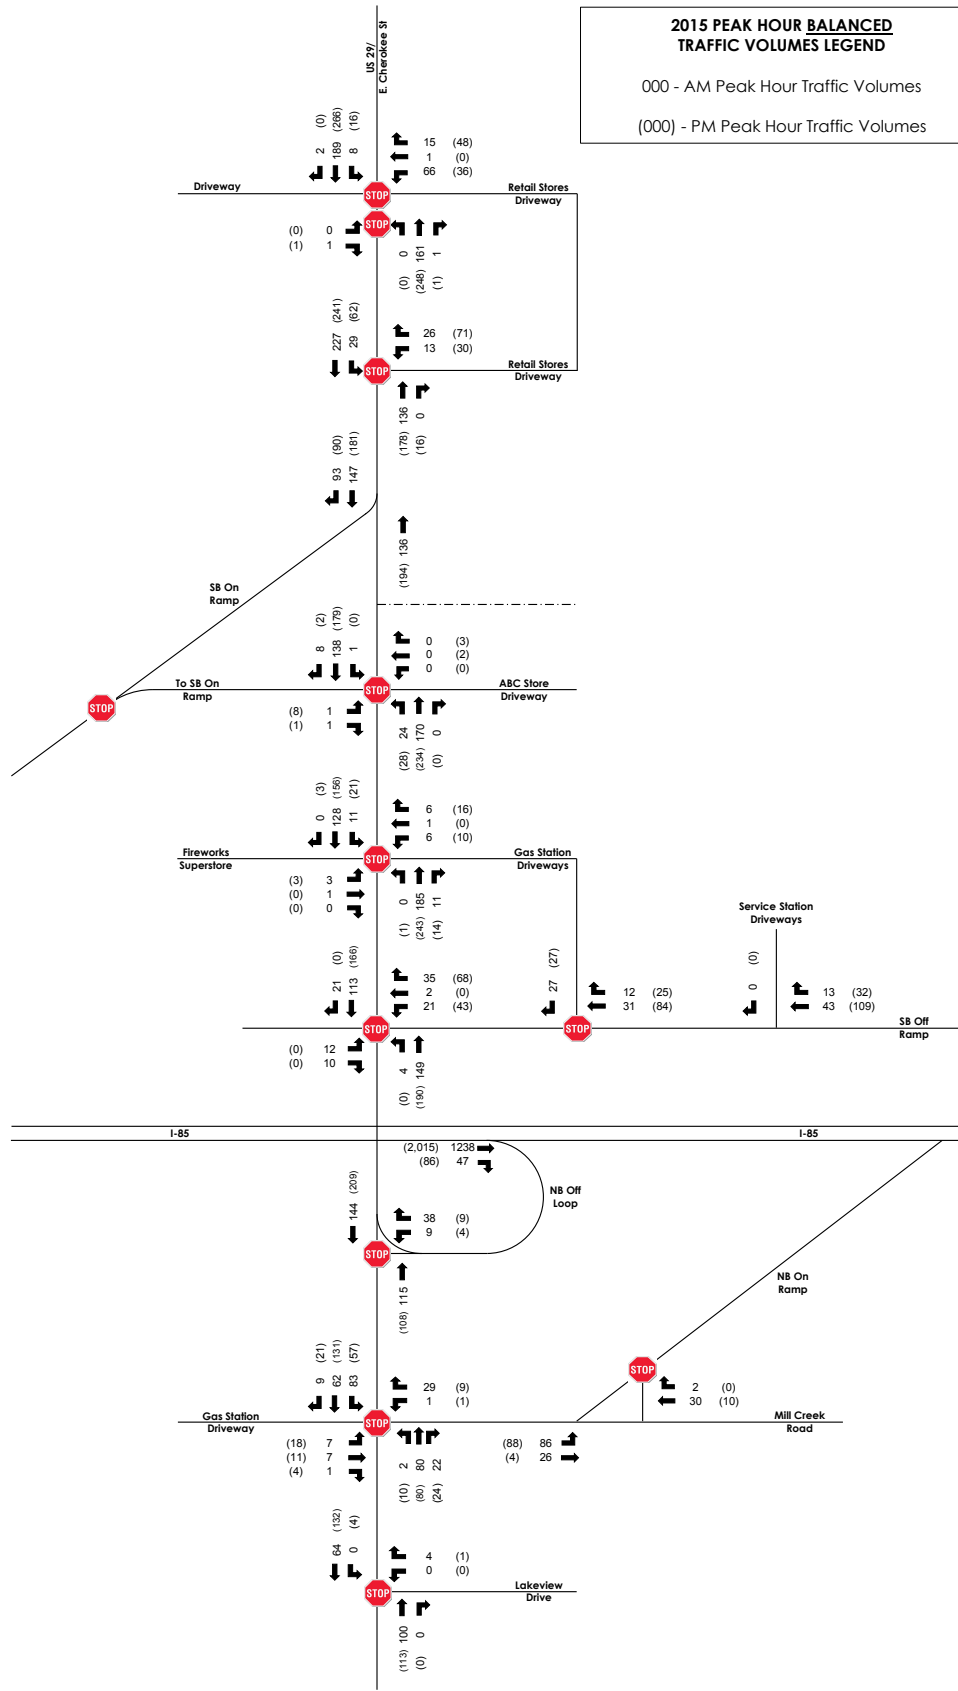 2015 PEAK HOUR BALANCED
TRAFFIC VOLUMES LEGEND
000 - AM Peak Hour Traffic Volumes
(000) - PM Peak Hour Traffic Volumes
US 29/
E. Cherokee St
(0) (266) (16)
2 189 8
15 (48)
1 (0)
66 (36)
Driveway
STOP
Retail Stores
Driveway
STOP
(0) 0
(1) 1
0 161 1
(0) (248) (1)
(241) (62)
227 29
26 (71)
13 (30)
STOP
Retail Stores
Driveway
136 0
(178) (16)
(90) (181)
93 147
136
(194)
SB On
Ramp
(2) (179) (0)
8 138 1
0 (3)
0 (2)
0 (0)
To SB On
Ramp
STOP
ABC Store
Driveway
STOP
(8) 1
(1) 1
24 170 0
(28) (234) (0)
(3) (156) (21)
0 128 11
6 (16)
1 (0)
6 (10)
Fireworks
Superstore
STOP
Gas Station
Driveways
(3) 3
(0) 1
(0) 0
0 185 11
(1) (243) (14)
Service Station
Driveways
(0) (166)
21 113
35 (68)
2 (0)
21 (43)
(27)
27
12 (25)
31 (84)
(0)
0
13 (32)
43 (109)
STOP
STOP
SB Off
Ramp
(0) 12
(0) 10
4 149
(0) (190)
I-85
I-85
(2,015) 1238
(86) 47
NB Off
Loop
(209)
144
38 (9)
9 (4)
STOP
115
(108)
NB On
Ramp
(21) (131) (57)
9 62 83
29 (9)
1 (1)
STOP
2 (0)
30 (10)
Gas Station
Driveway
STOP
Mill Creek
Road
(18) 7
(11) 7
(4) 1
2 80 22
(10) (80) (24)
(88) 86
(4) 26
(132) (4)
64 0
4 (1)
0 (0)
STOP
Lakeview
Drive
100 0
(113) (0)